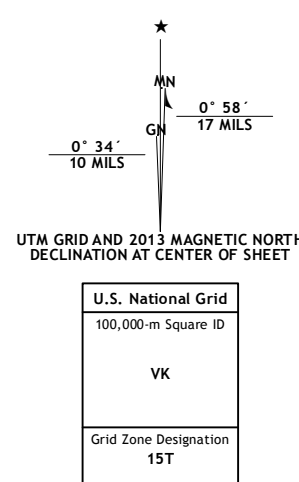 ★
MN
0° 58´
17 MILS
GN
0° 34´
10 MILS
UTM GRID AND 2013 MAGNETIC NORTH
DECLINATION AT CENTER OF SHEET
U.S. National Grid
100,000-m Square ID
VK
Grid Zone Designation
15T